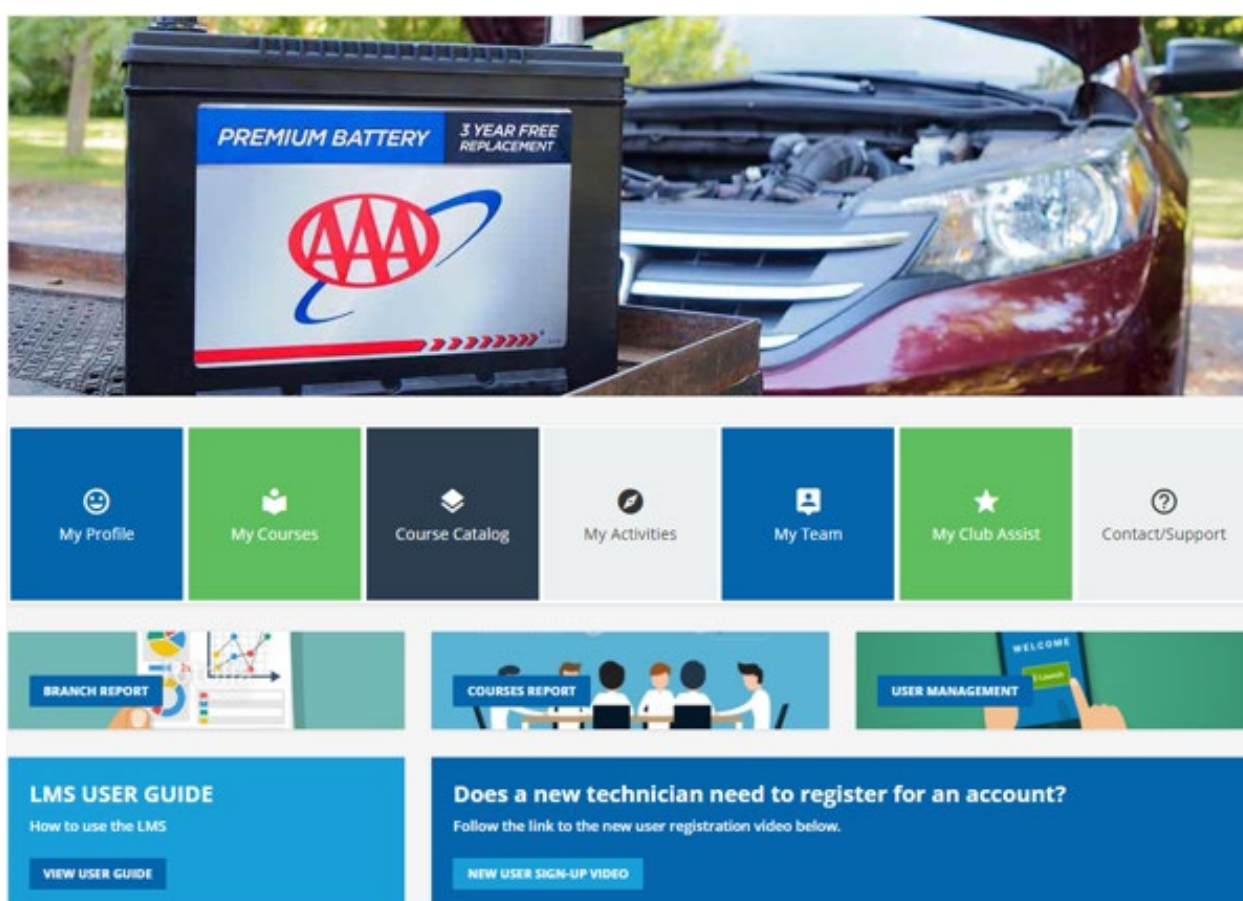 PREMIUM BATTERY
3 YEAR FREE
REPLACEMENT
AAA
My Profile
My Courses
Course Catalog
My Activities
My Team
My Club Assist
Contact/Support
BRANCH REPORT
COURSES REPORT
WELCOME
USER MANAGEMENT
LMS USER GUIDE
How to use the LMS
VIEW USER GUIDE
Does a new technician need to register for an account?
Follow the link to the new user registration video below.
NEW USER SIGN-UP VIDEO